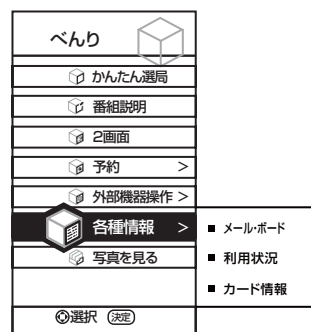 べんり
かんたん選局
番組説明
2画面
予約 >
外部機器操作 >
各種情報 >
写真を見る
選択 決定
■ メール・ボード
■ 利用状況
■ カード情報